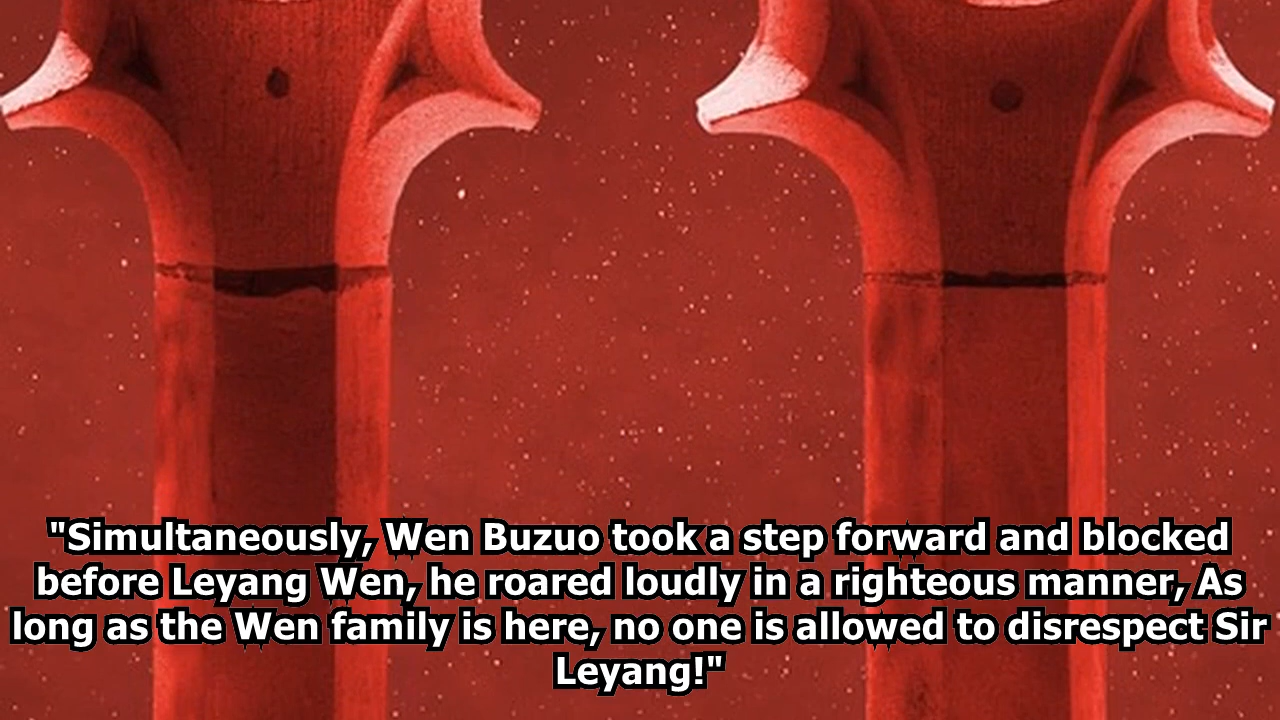 "Simultaneously, Wen Buzuo took a step forward and blocked
before Leyang Wen, he roared loudly in a righteous manner, As
long as the Wen family is here, no one is allowed to disrespect Sir
Leyang!"